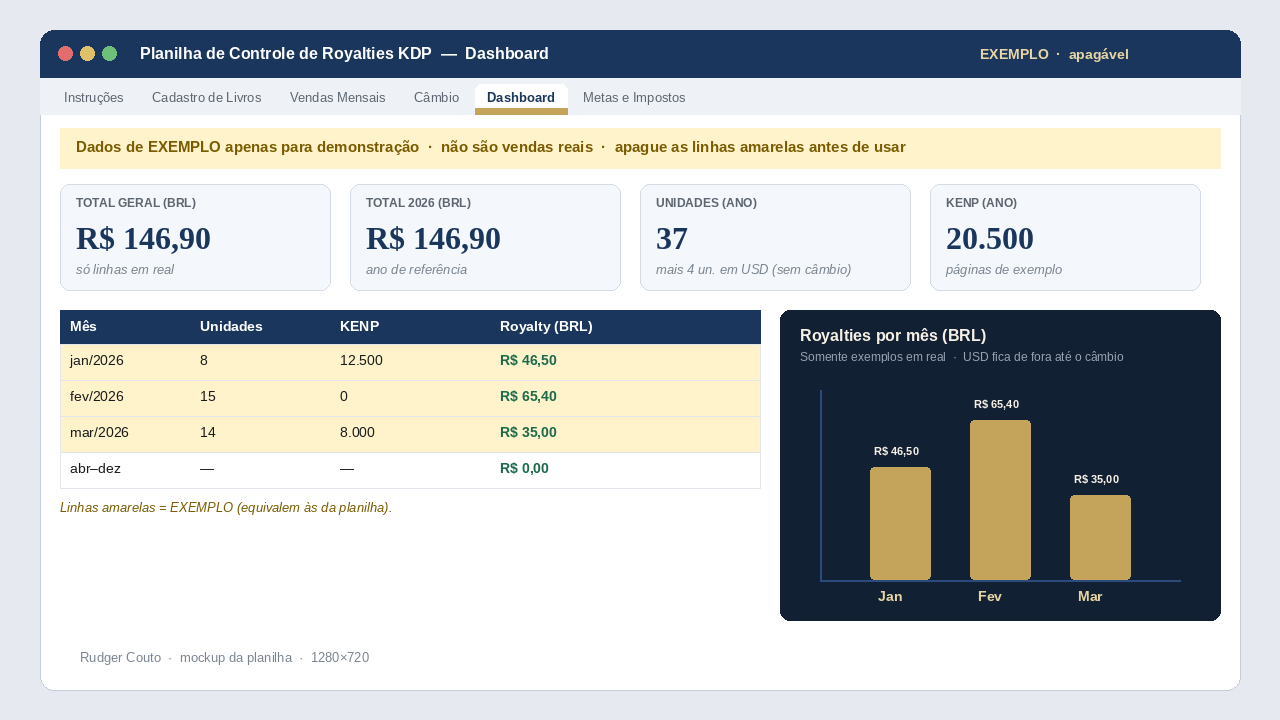 Planilha de Controle de Royalties KDP — Dashboard
EXEMPLO · apagável
Instruções Cadastro de Livros Vendas Mensais Câmbio Dashboard Metas e Impostos
Dados de EXEMPLO apenas para demonstração · não são vendas reais · apague as linhas amarelas antes de usar
TOTAL GERAL (BRL)
R$ 146,90
só linhas em real
TOTAL 2026 (BRL)
R$ 146,90
ano de referência
UNIDADES (ANO)
37
mais 4 un. em USD (sem câmbio)
KENP (ANO)
20.500
páginas de exemplo
Mês Unidades KENP Royalty (BRL)
jan/2026 8 12.500 R$ 46,50
fev/2026 15 0 R$ 65,40
mar/2026 14 8.000 R$ 35,00
abr–dez — — R$ 0,00
Linhas amarelas = EXEMPLO (equivalem às da planilha).
Royalties por mês (BRL)
Somente exemplos em real · USD fica de fora até o câmbio
R$ 46,50
R$ 65,40
R$ 35,00
Jan Fev Mar
Rudger Couto · mockup da planilha · 1280×720